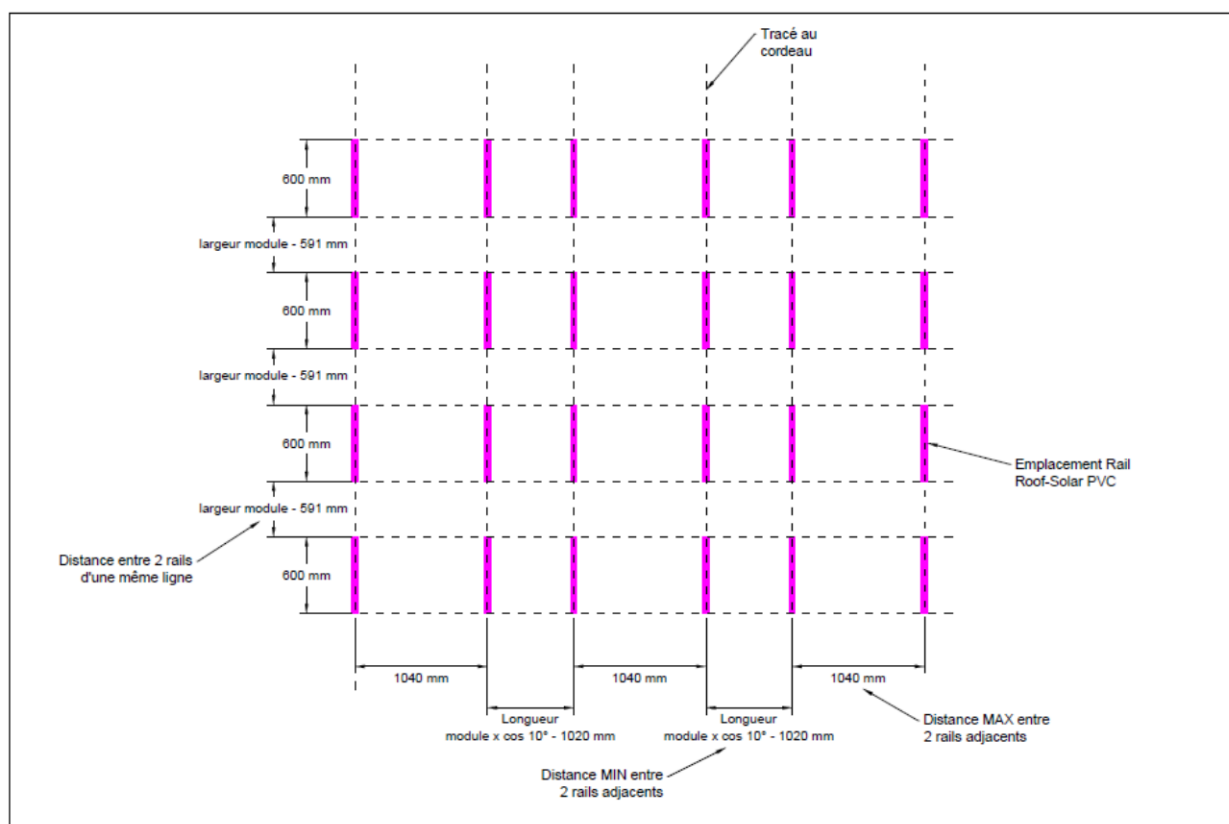 Tracé au
cordeau
600 mm
largeur module - 591 mm
600 mm
largeur module - 591 mm
600 mm
Emplacement Rail
Roof-Solar PVC
largeur module - 591 mm
Distance entre 2 rails
d'une même ligne
600 mm
1040 mm
1040 mm
1040 mm
Longueur
module x cos 10° - 1020 mm
Longueur
module x cos 10° - 1020 mm
Distance MAX entre
2 rails adjacents
Distance MIN entre
2 rails adjacents